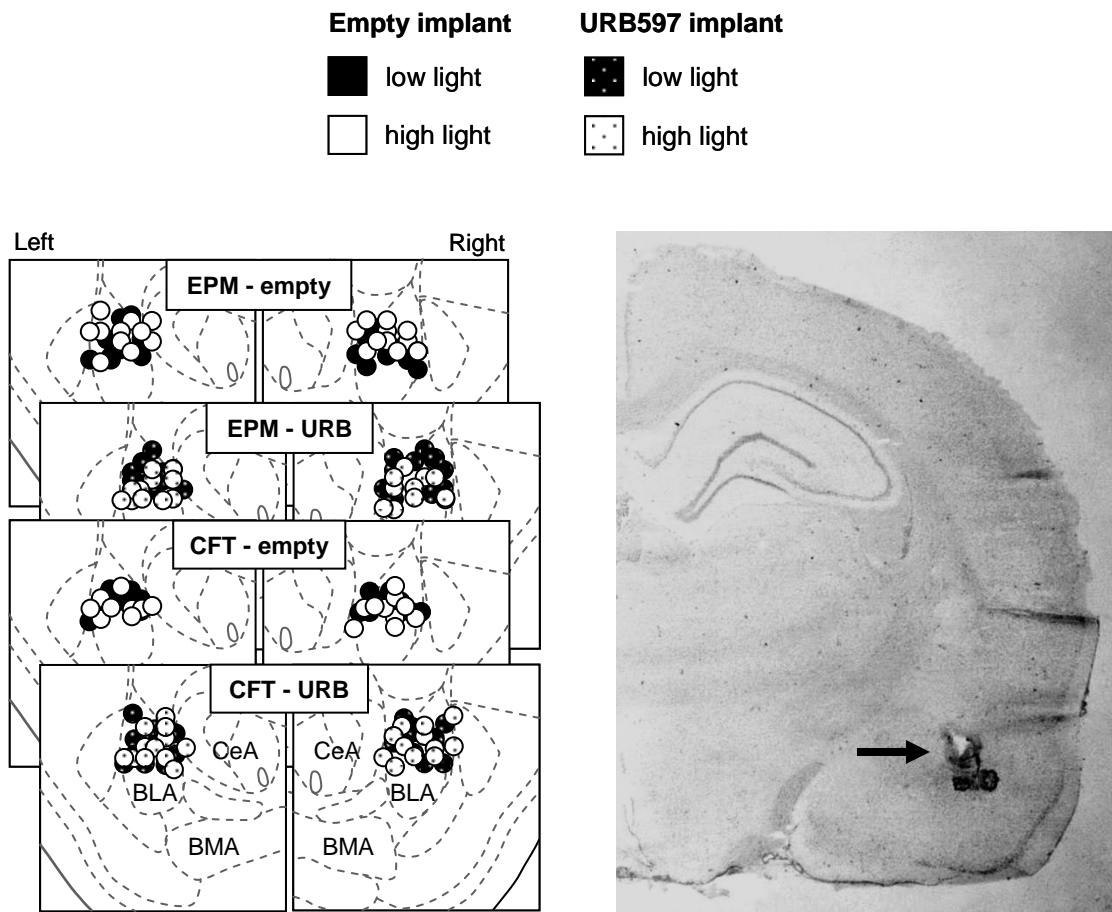 Empty implant URB597 implant
low light low light
high light high light
Left Right
EPM - empty
EPM - URB
CFT - empty
CFT - URB
CeA CeA
BLA BLA
BMA BMA